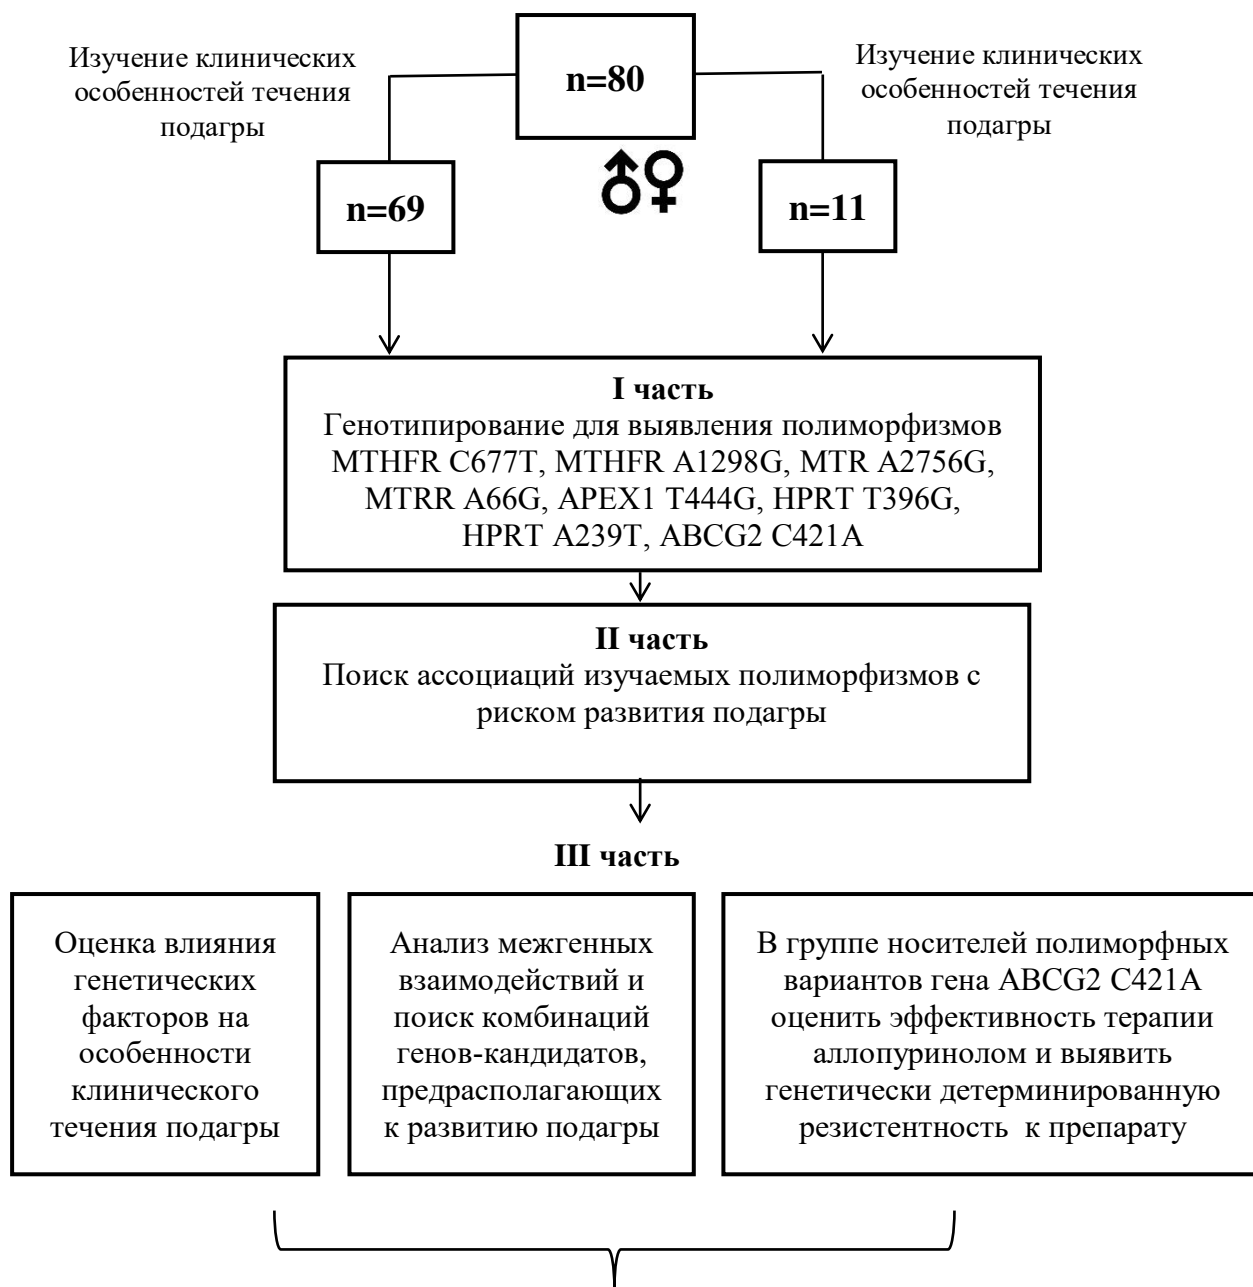 Изучение клинических
особенностей течения
подагры
n=80
Изучение клинических
особенностей течения
подагры
n=69
n=11
I часть
Генотипирование для выявления полиморфизмов
MTHFR C677T, MTHFR A1298G, MTR A2756G,
MTRR A66G, APEX1 T444G, HPRT T396G,
HPRT A239T, ABCG2 C421A
II часть
Поиск ассоциаций изучаемых полиморфизмов с
риском развития подагры
III часть
Оценка влияния
генетических
факторов на
особенности
клинического
течения подагры
Анализ межгенных
взаимодействий и
поиск комбинаций
генов-кандидатов,
предрасполагающих
к развитию подагры
В группе носителей полиморфных
вариантов гена ABCG2 C421A
оценить эффективность терапии
аллопуринолом и выявить
генетически детерминированную
резистентность к препарату